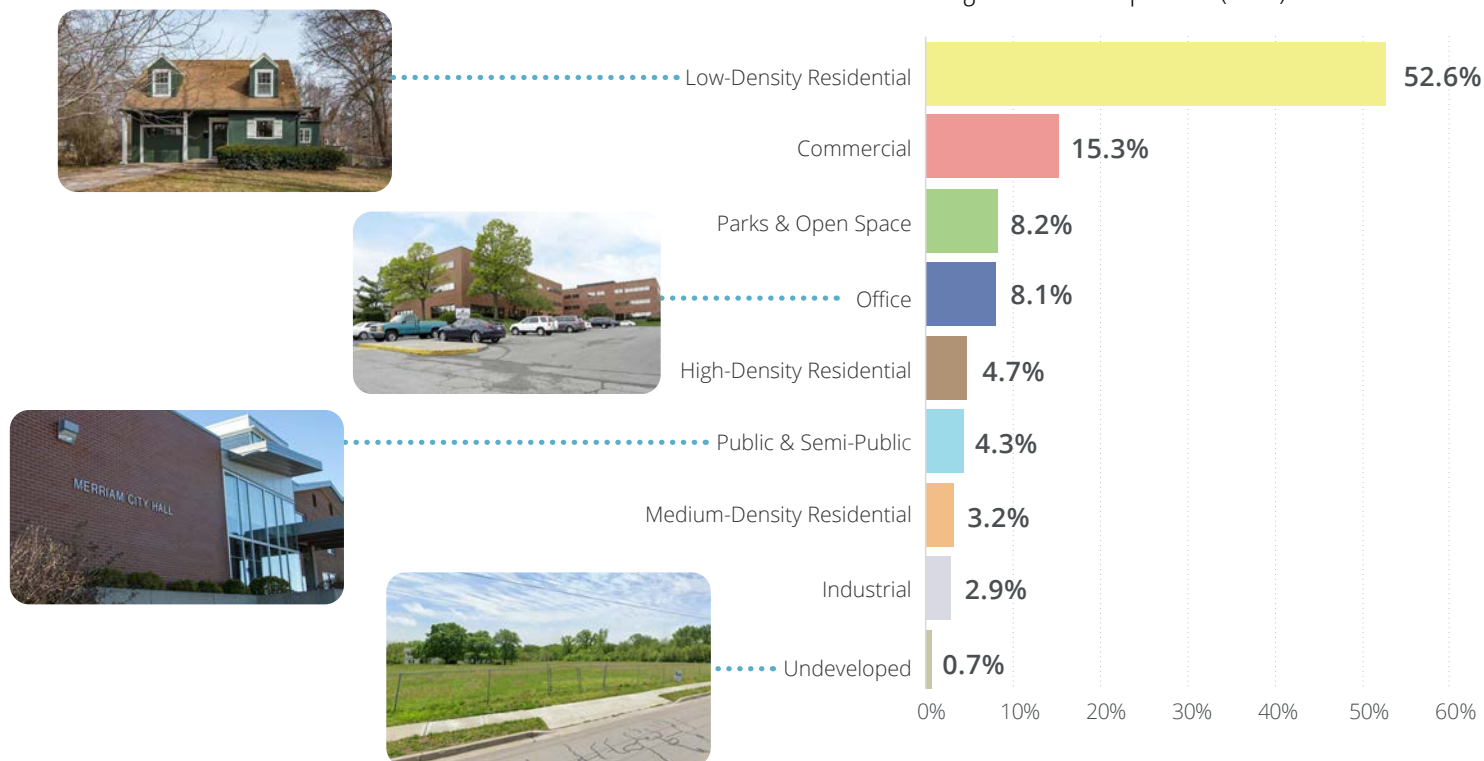 Low-Density Residential 52.6%
Commercial 15.3%
Parks & Open Space 8.2%
Office 8.1%
High-Density Residential 4.7%
Public & Semi-Public 4.3%
MERRIAM CITY HALL
Medium-Density Residential 3.2%
Industrial 2.9%
Undeveloped 0.7%
0% 10% 20% 30% 40% 50% 60%